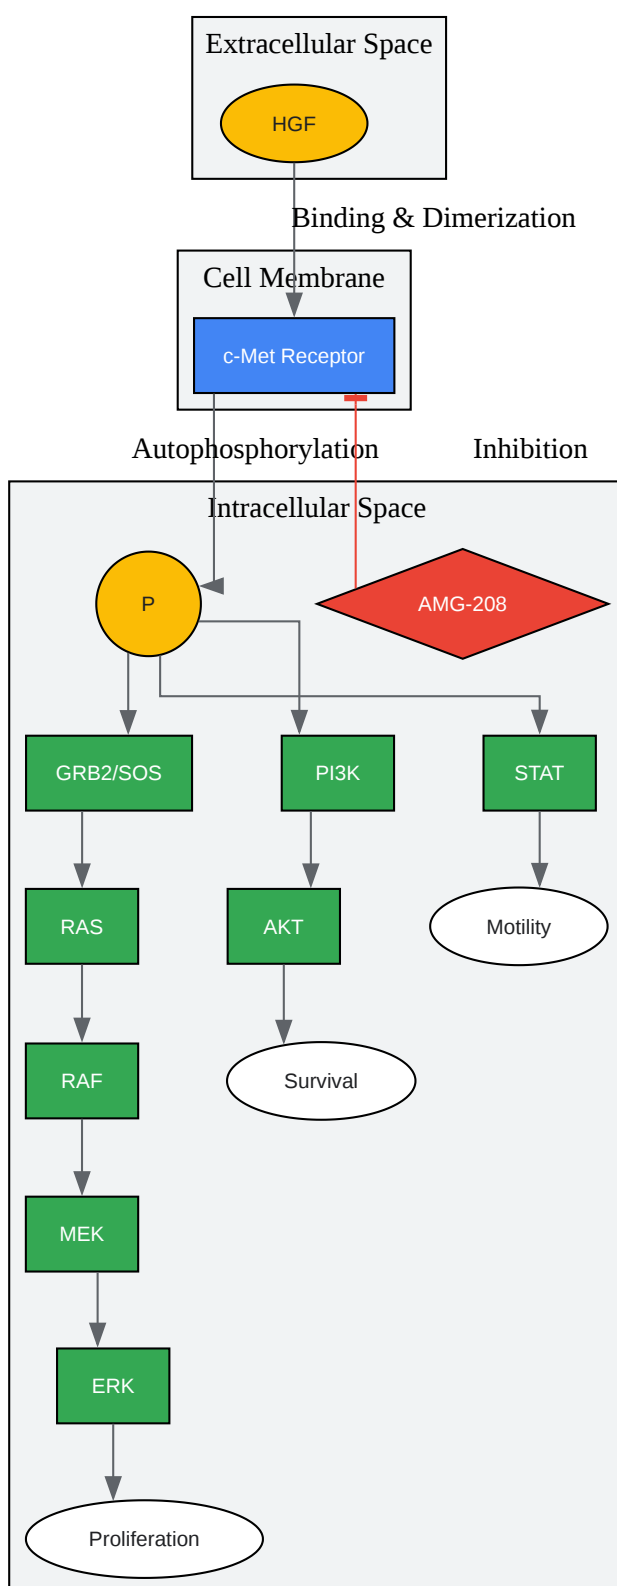 Extracellular Space
HGF
Binding & Dimerization
Cell Membrane
c-Met Receptor
Autophosphorylation
Inhibition
Intracellular Space
P
AMG-208
GRB2/SOS
PI3K
STAT
RAS
AKT
Motility
RAF
Survival
MEK
ERK
Proliferation